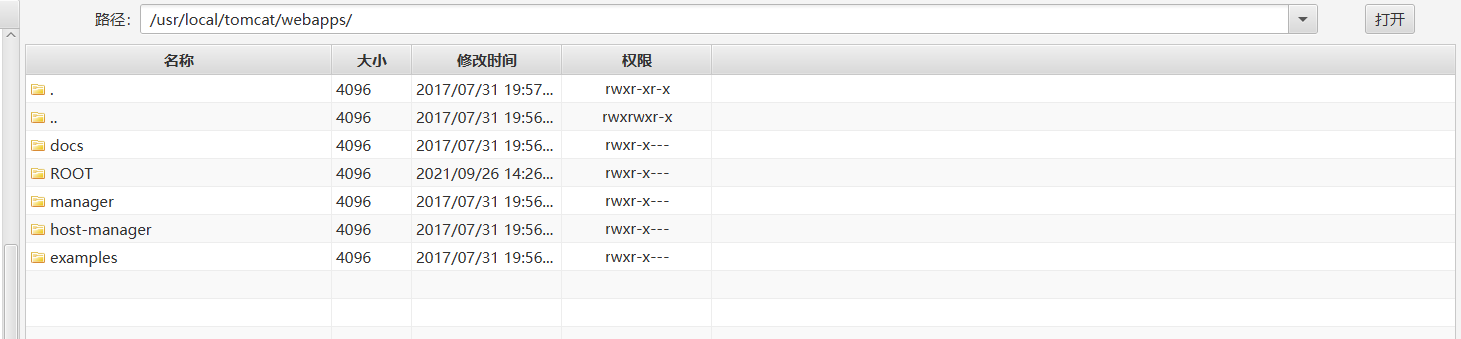 路径： /usr/local/tomcat/webapps/ 打开
名称 大小 修改时间 权限
. 4096 2017/07/31 19:57... rwxr-xr-x
.. 4096 2017/07/31 19:56... rwxrwxr-x
docs 4096 2017/07/31 19:56... rwxr-x---
ROOT 4096 2021/09/26 14:26... rwxr-x---
manager 4096 2017/07/31 19:56... rwxr-x---
host-manager 4096 2017/07/31 19:56... rwxr-x---
examples 4096 2017/07/31 19:56... rwxr-x---